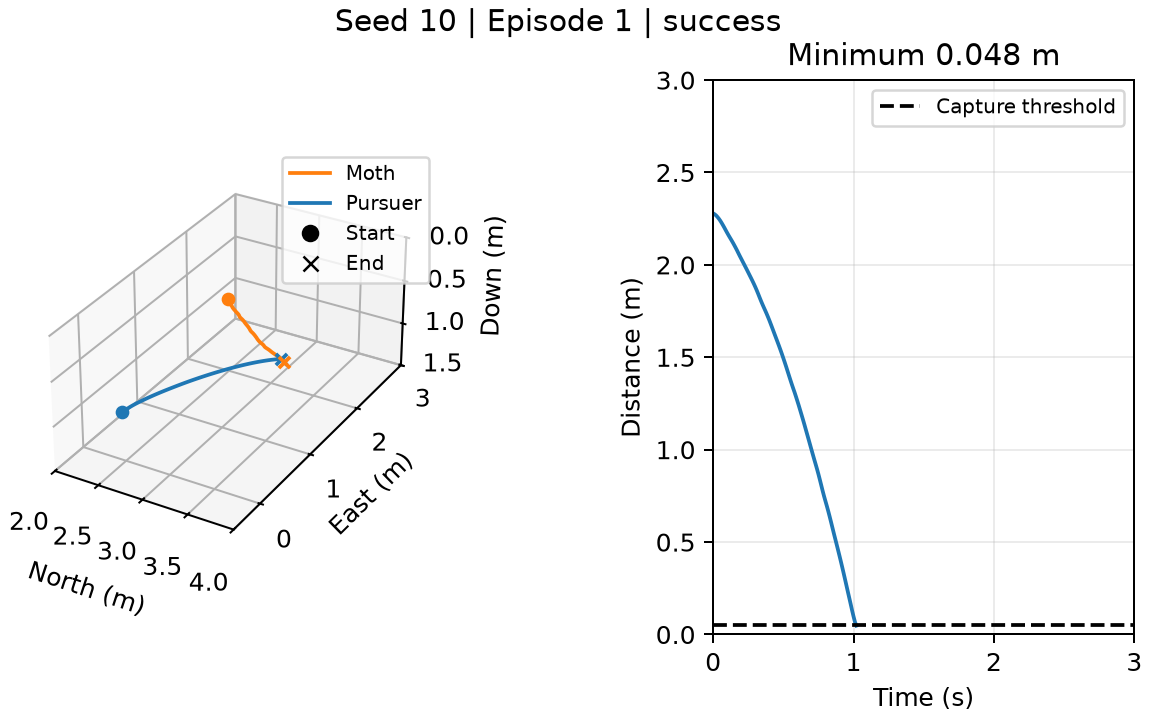 Seed 10 | Episode 1 | success
Moth
Pursuer
Start
End
0.0
0.5
1.0
1.5
Down (m)
3
2
1
0
East (m)
2.0
2.5
3.0
3.5
4.0
North (m)
Minimum 0.048 m
Capture threshold
3.0
2.5
2.0
1.5
1.0
0.5
0.0
Distance (m)
0 1 2 3
Time (s)